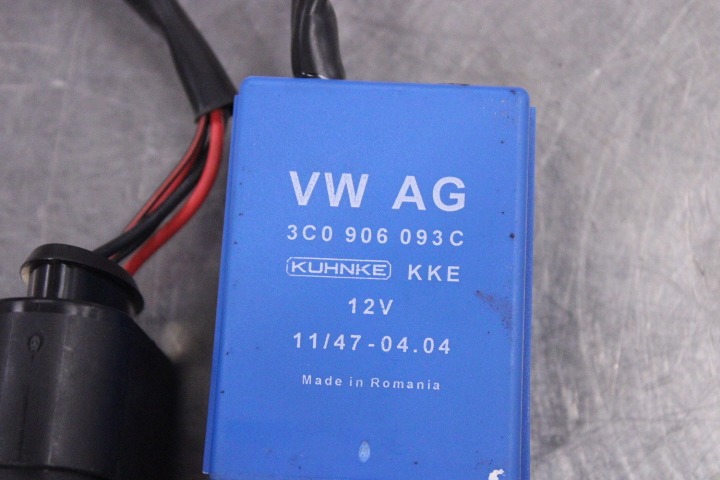 VW AG
3C0 906 093C
KUHNKE KKE
12V
11/47-04.04
Made in Romania